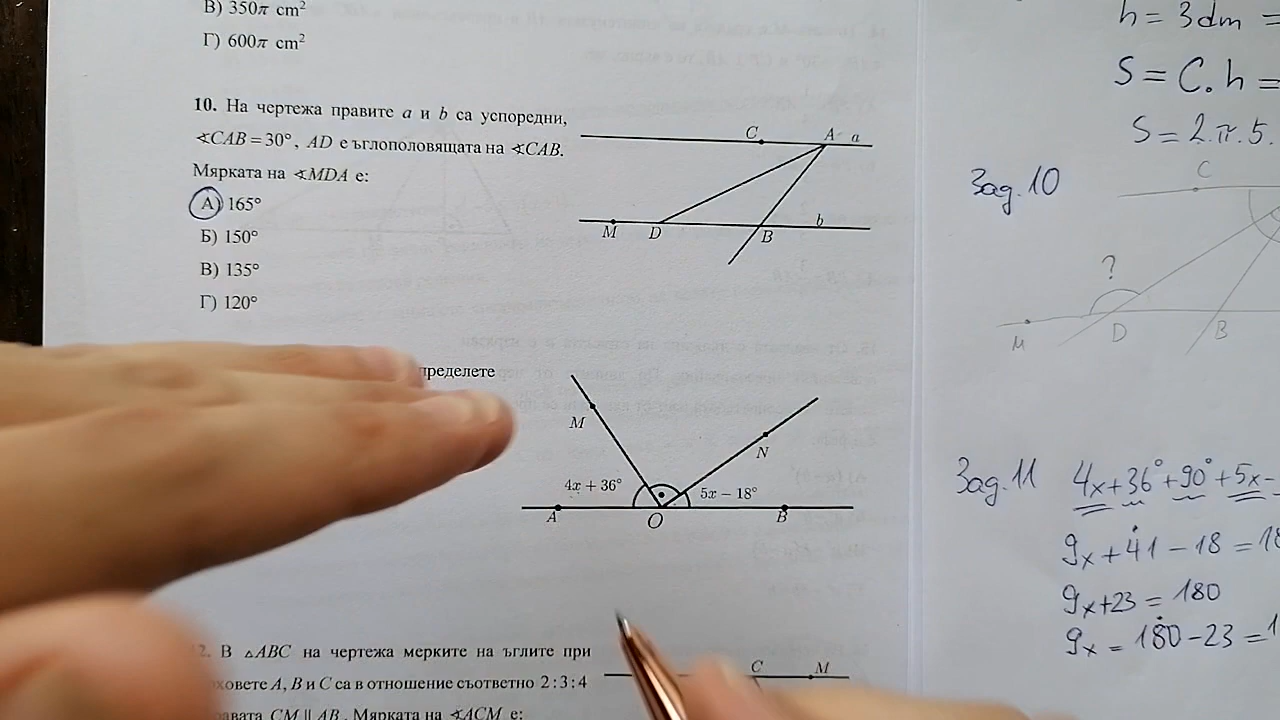 В) 350π cm²
Г) 600π cm²
10. На чертежа правите a и b са успоредни,
∢CAB = 30°, AD е ъглополовящата на ∢CAB.
Мярката на ∢MDA е:
А) 165°
Б) 150°
В) 135°
Г) 120°
C A a
M D B b
пределете
M N
4x + 36° 5x − 18°
A O B
2. В △ABC на чертежа мерките на ъглите при
A, B и C са в отношение съответно 2:3:4
CM ∥ AB. Мярката на ∢ACM е:
C M
h = 3dm =
S = C.h =
S = 2.π.5.
Зад.10
C
?
M D B
Зад.11 4x+36°+90°+5x-
9x + 41 - 18 = 18
9x+23 = 180
9x = 180-23 = 1